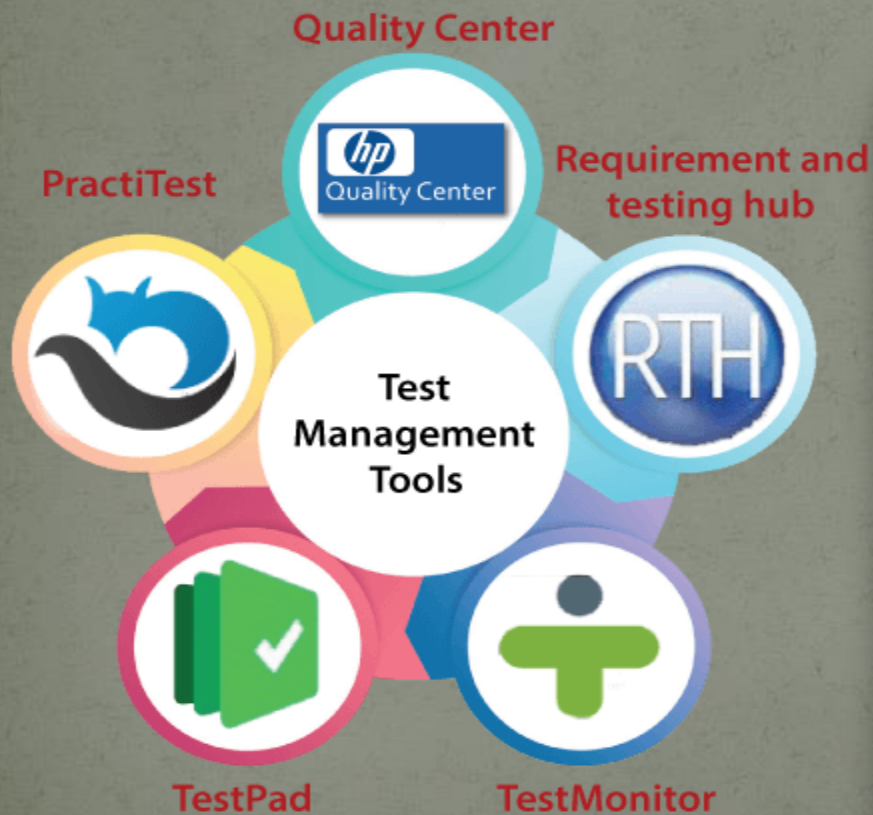 Quality Center
hp
Quality Center
PractiTest
Requirement and
testing hub
RTH
Test
Management
Tools
TestPad
TestMonitor